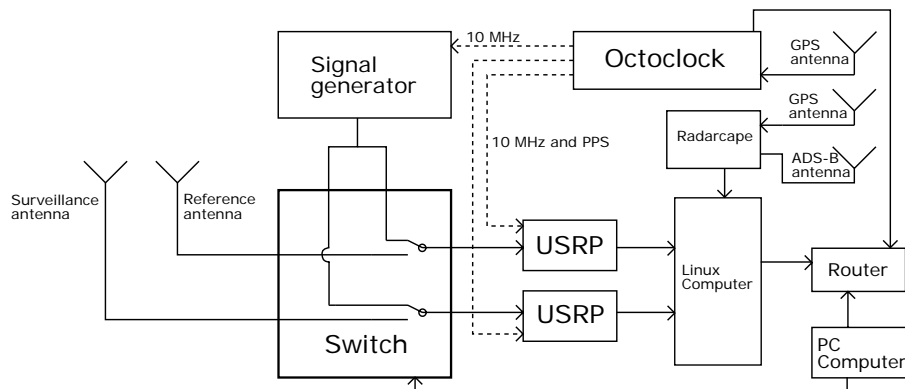 10 MHz
Signal
generator
Octoclock
GPS
antenna
GPS
antenna
Radarcape
10 MHz and PPS
ADS-B
antenna
Surveillance
antenna
Reference
antenna
USRP
Linux
Computer
Router
USRP
Switch
PC
Computer